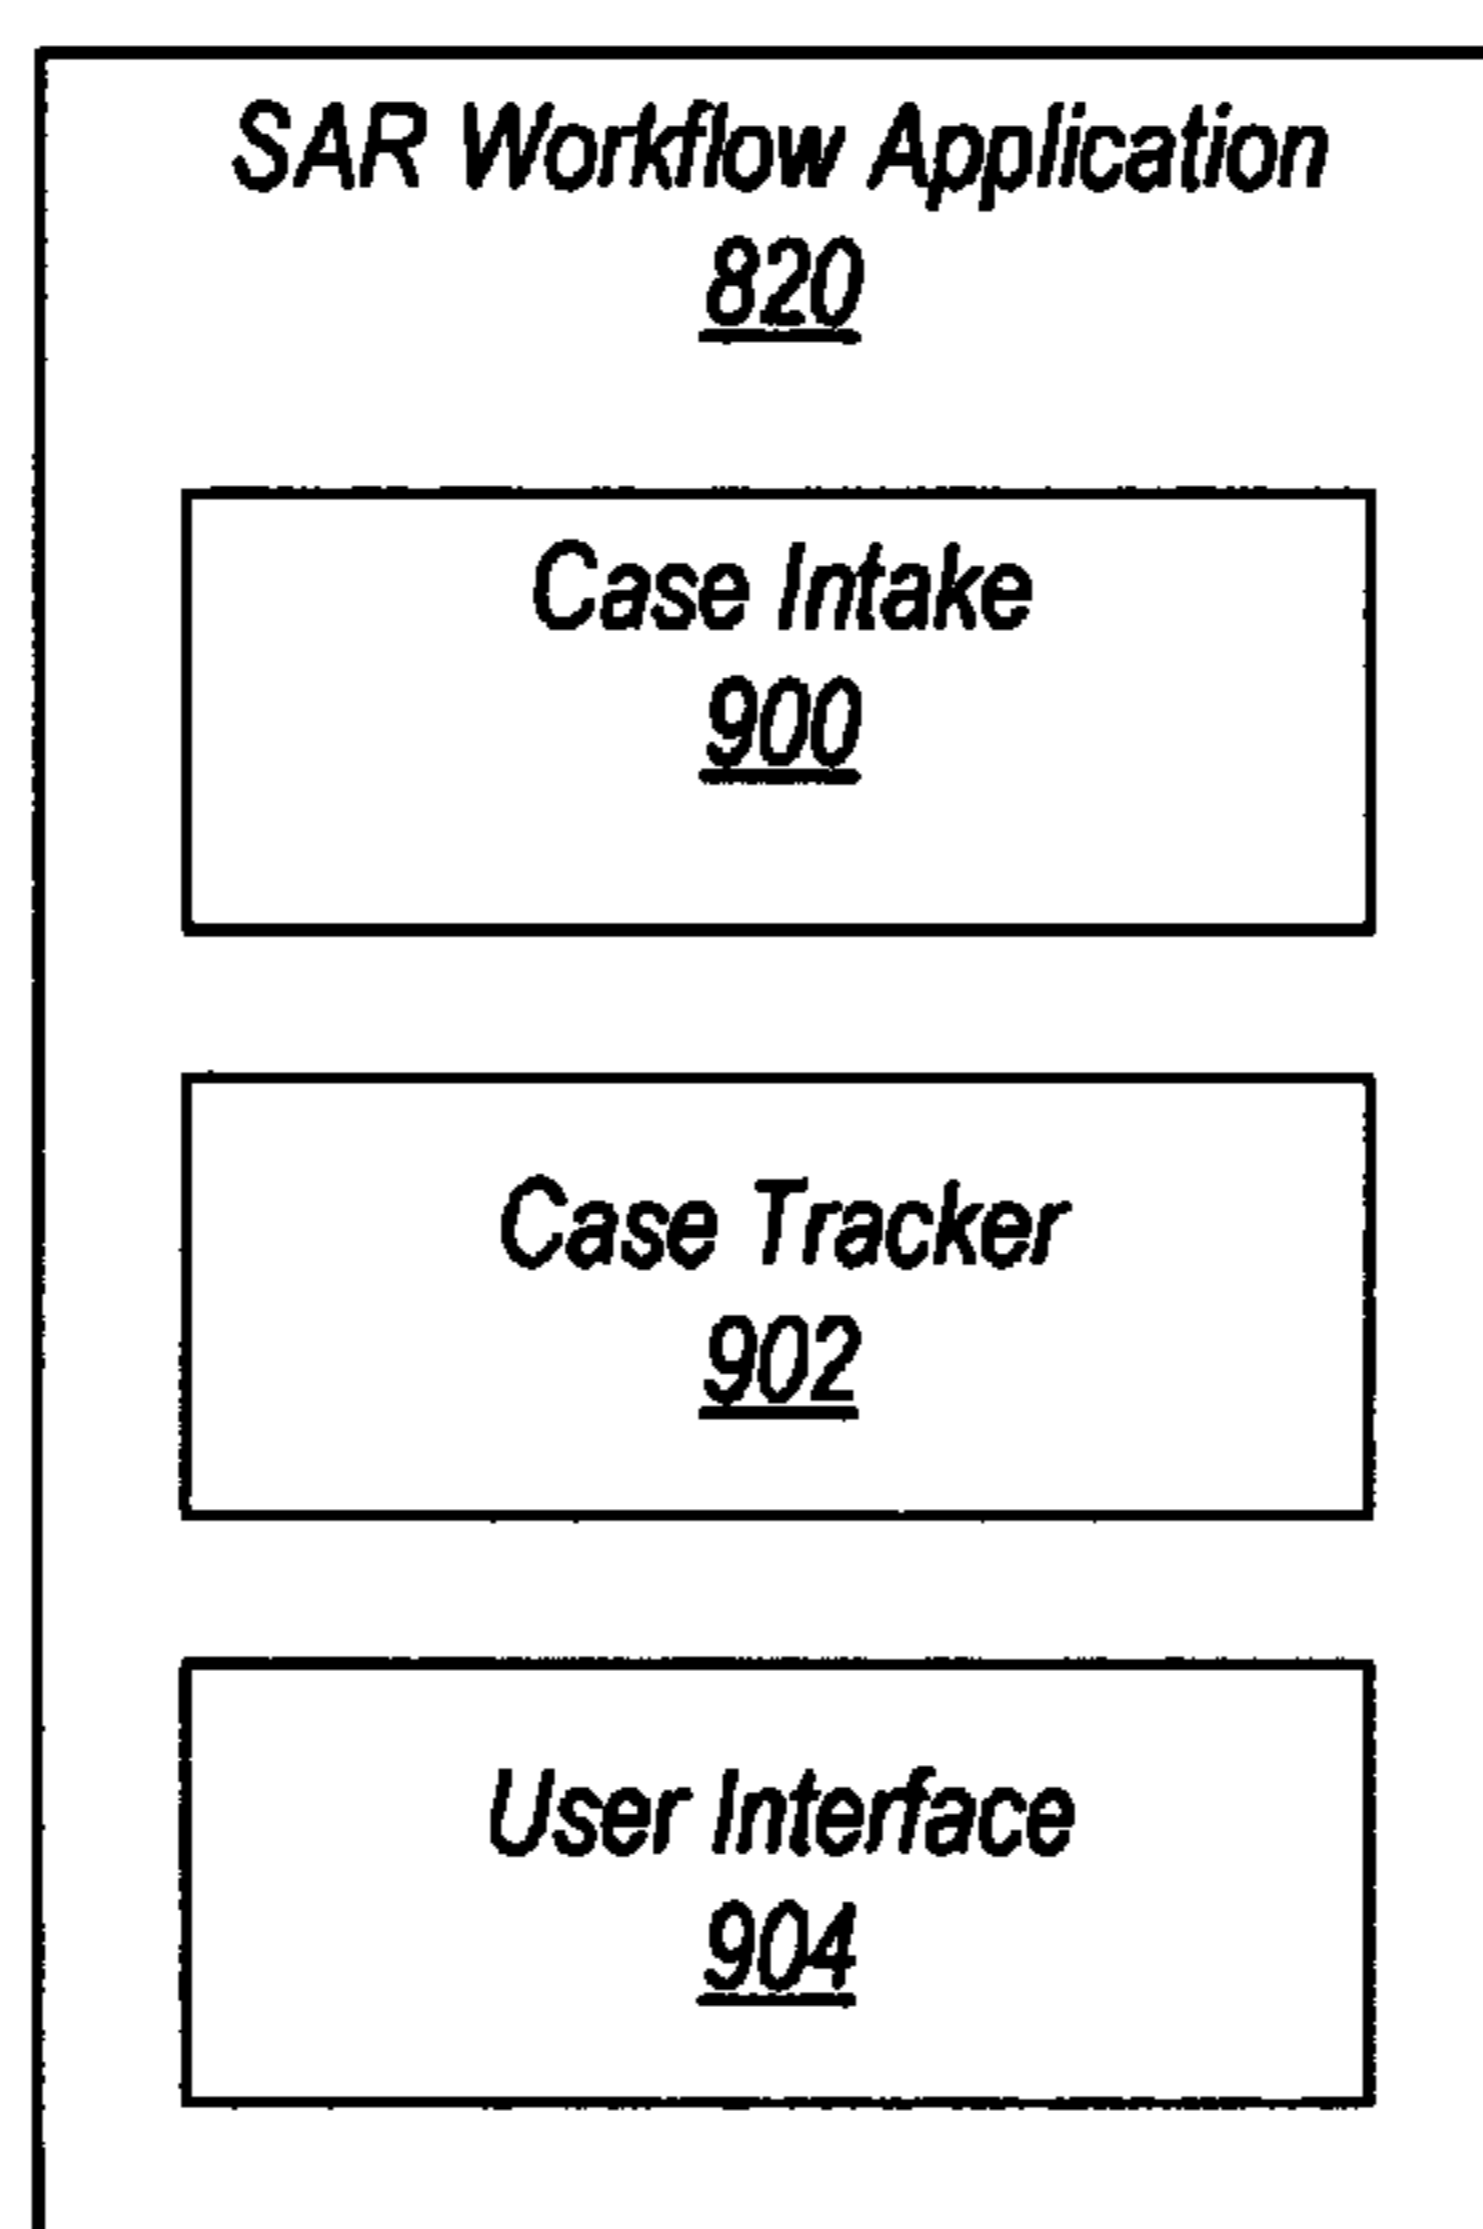 SAR Workflow Application
820
Case Intake
900
Case Tracker
902
User Interface
904